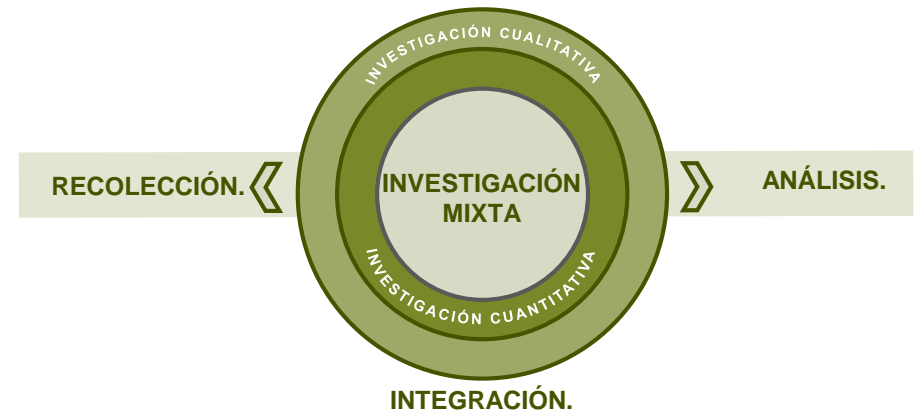 INVESTIGACIÓN CUALITATIVA
RECOLECCIÓN.
INVESTIGACIÓN
MIXTA
ANÁLISIS.
INVESTIGACIÓN CUANTITATIVA
INTEGRACIÓN.